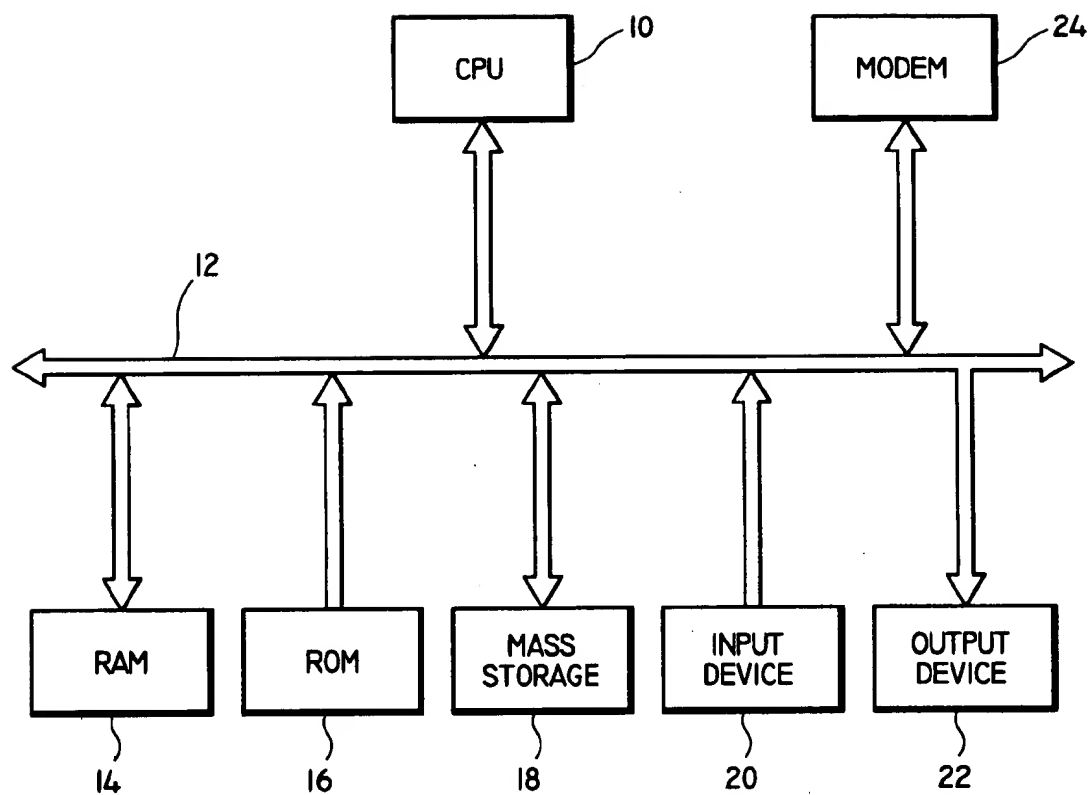 CPU
10
MODEM
24
12
RAM
ROM
MASS
STORAGE
INPUT
DEVICE
OUTPUT
DEVICE
14
16
18
20
22